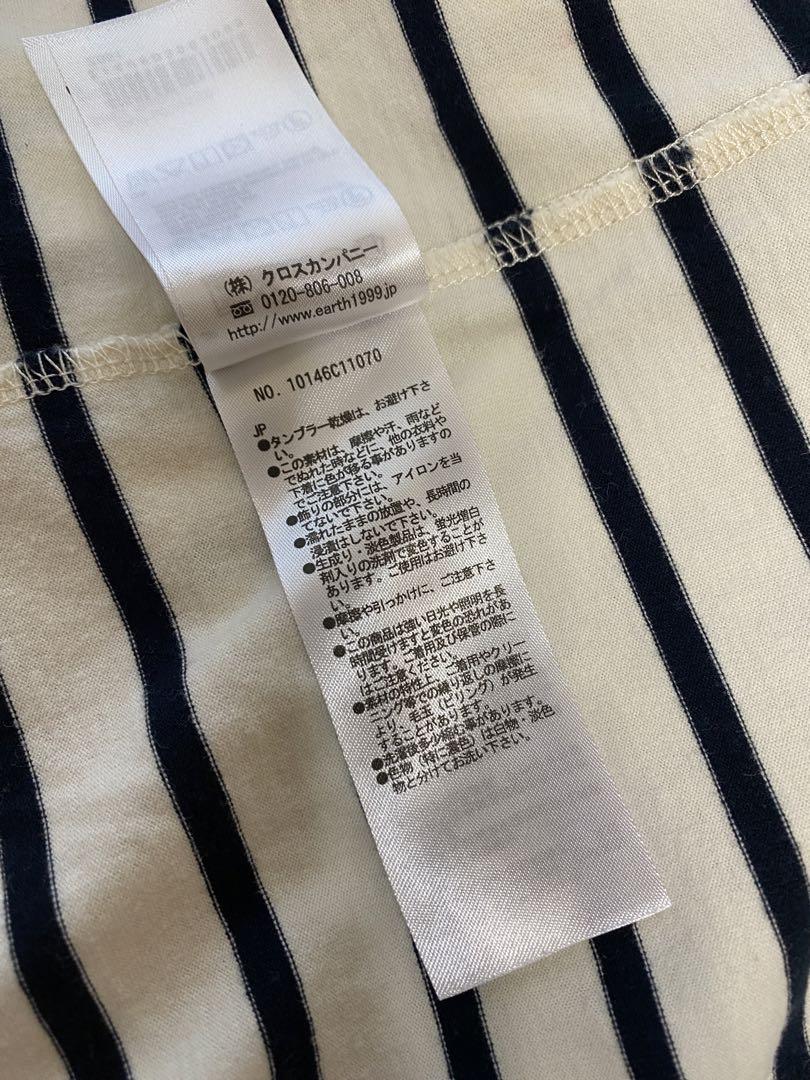 (株) クロスカンパニー
0120-806-008
http://www.earth1999.jp
NO. 10146C11070
JP
●タンブラー乾燥は、お避け下さ
い。
●この素材は、摩擦や汗、雨など
でぬれた時などに、他の衣料や
下着に色が移る事がありますの
でご注意下さい。
●飾りの部分には、アイロンを当
てないで下さい。
●濡れたままの放置や、長時間の
浸漬はしないで下さい。
●生成り・淡色製品は、蛍光増白
剤入りの洗剤で変色することが
あります。ご使用はお避け下さ
い。
●摩擦や引っかけに、ご注意下さ
い。
●この商品は強い日光や照明を長
時間受けますと変色の恐れがあ
ります。ご着用及び保管の際に
はご注意ください。
●素材の特性上、ご着用やクリー
ニング等での繰り返しの摩擦に
より、毛玉（ピリング）が発生
することがあります。
●洗濯後多少縮む事があります。
●色物（特に濃色）は白物・淡色
物と分けてお洗い下さい。